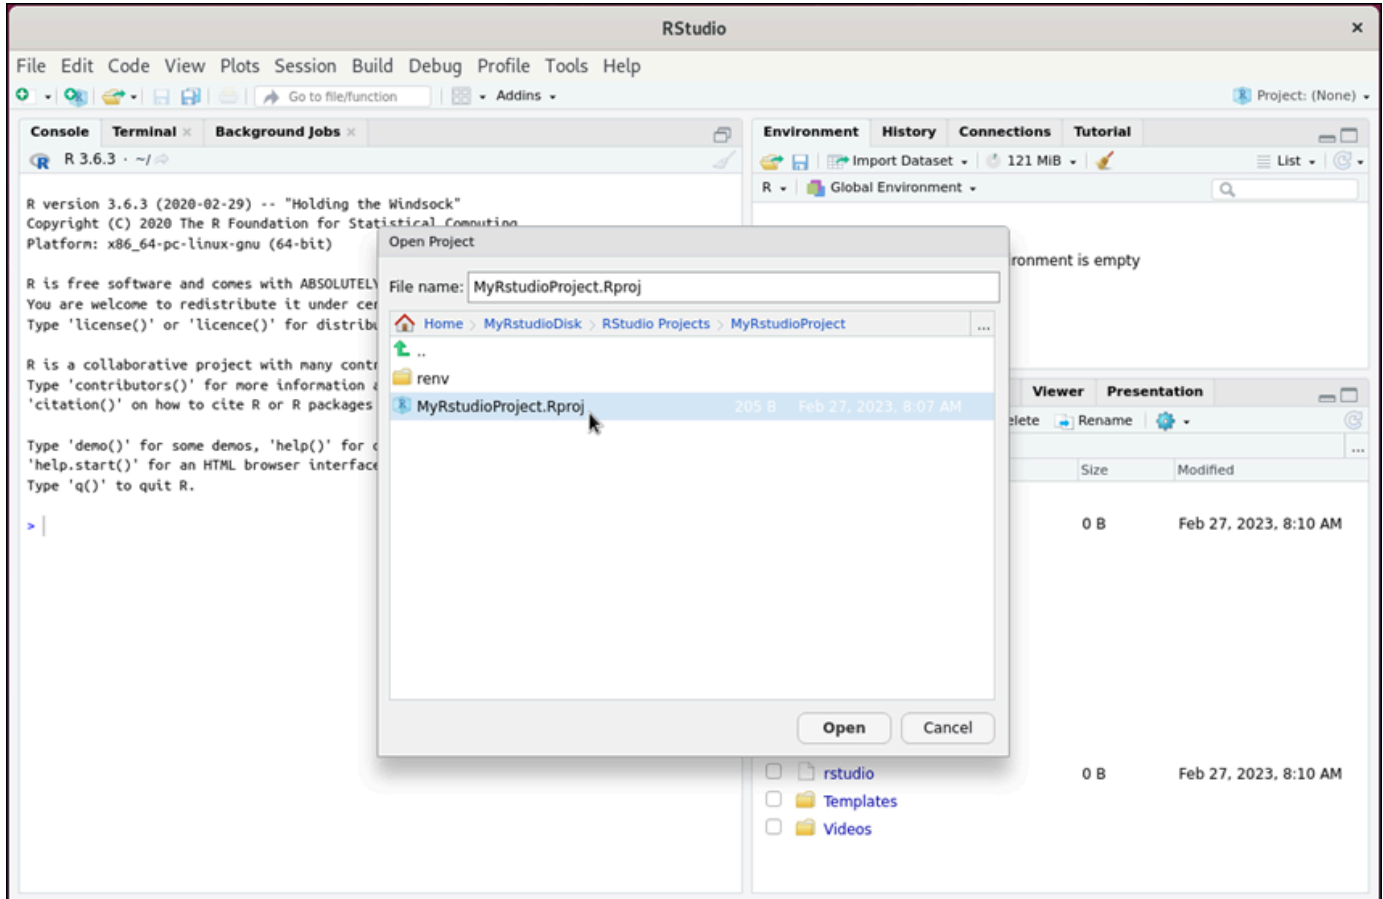 RStudio
File Edit Code View Plots Session Build Debug Profile Tools Help
Go to file/function Addins Project: (None)
Console Terminal Background Jobs
R 3.6.3 · ~/
R version 3.6.3 (2020-02-29) -- "Holding the Windsock"
Copyright (C) 2020 The R Foundation for Statistical Computing
Platform: x86_64-pc-linux-gnu (64-bit)
R is free software and comes with ABSOLUTELY
You are welcome to redistribute it under cer
Type 'license()' or 'licence()' for distribu
R is a collaborative project with many contr
Type 'contributors()' for more information a
'citation()' on how to cite R or R packages
Type 'demo()' for some demos, 'help()' for o
'help.start()' for an HTML browser interface
Type 'q()' to quit R.
>
Environment History Connections Tutorial
Import Dataset 121 MiB List
R Global Environment
ronment is empty
Open Project
File name: MyRstudioProject.Rproj
Home MyRstudioDisk RStudio Projects MyRstudioProject ...
..
renv
MyRstudioProject.Rproj 205 B Feb 27, 2023, 8:07 AM
Open Cancel
Viewer Presentation
elete Rename
...
Size Modified
0 B Feb 27, 2023, 8:10 AM
rstudio 0 B Feb 27, 2023, 8:10 AM
Templates
Videos